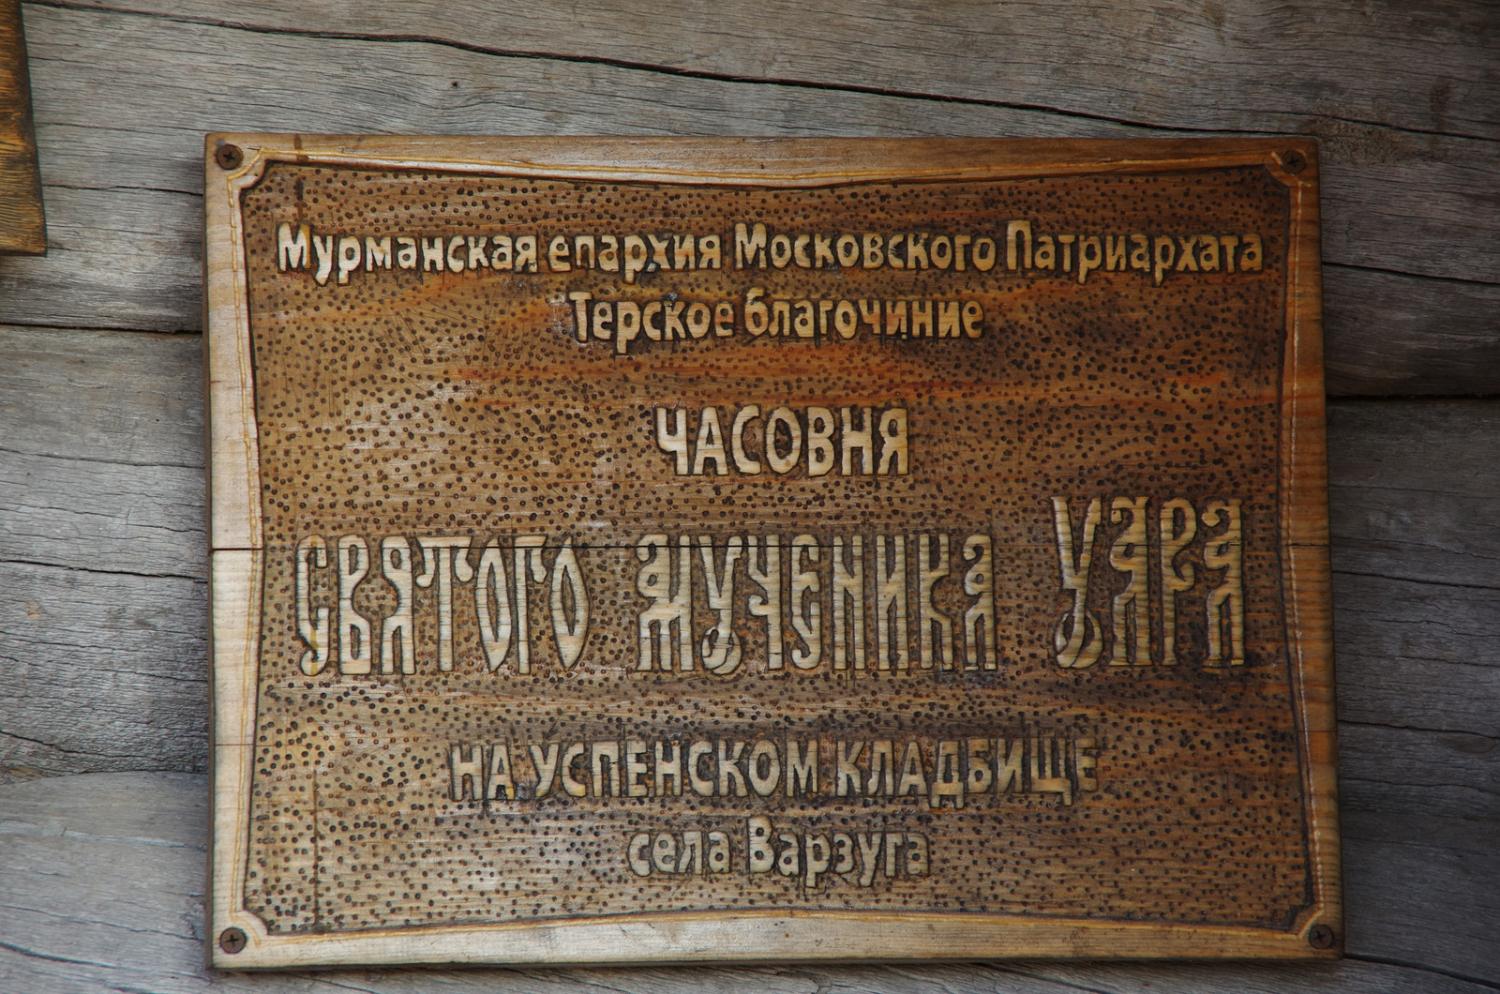 Мурманская епархия Московского Патриархата
Терское благочиние
ЧАСОВНЯ
СВЯТОГО МУЧЕНИКА УАРА
НА УСПЕНСКОМ КЛАДБИЩЕ
села Варзуга